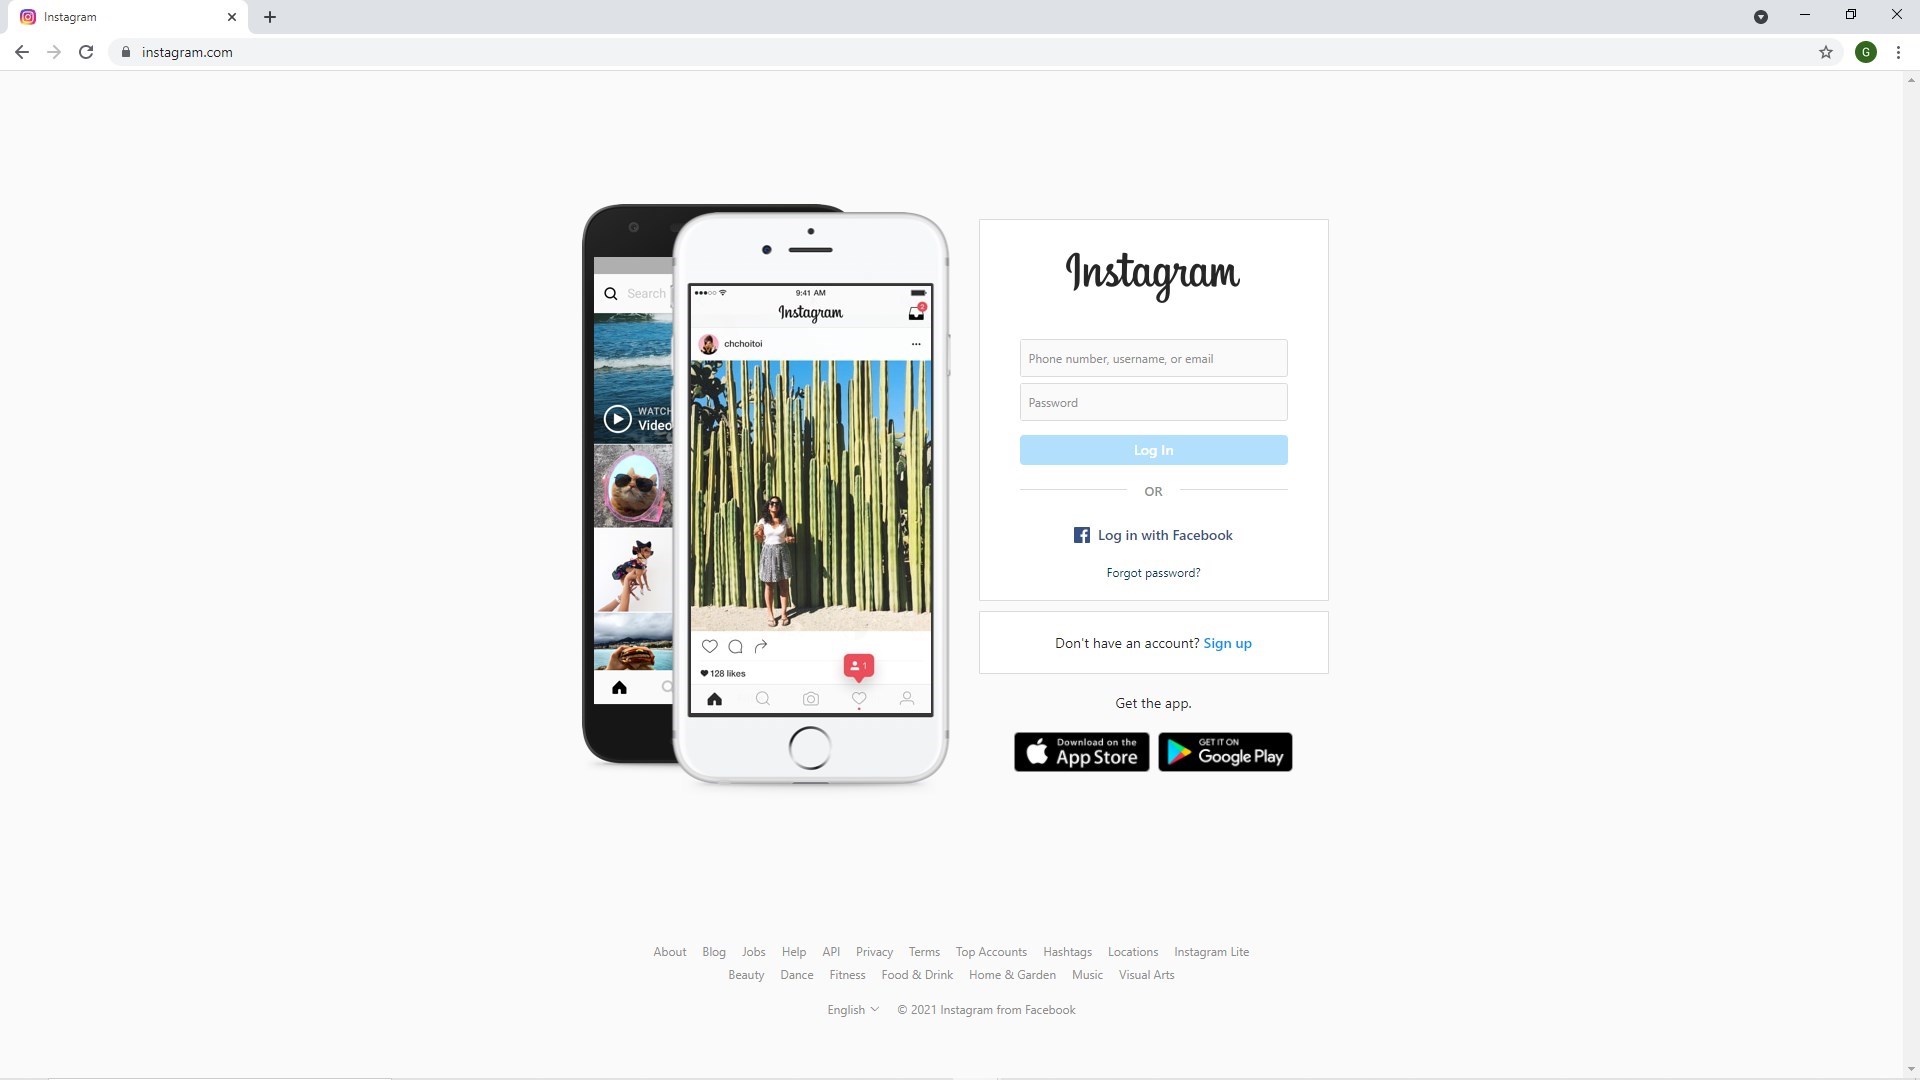 Instagram
instagram.com
G
Search
WATCH
Video
9:41 AM
Instagram
chchoitoi
128 likes
1
Instagram
Phone number, username, or email
Password
Log In
OR
Log in with Facebook
Forgot password?
Don't have an account? Sign up
Get the app.
Download on the
App Store
GET IT ON
Google Play
About Blog Jobs Help API Privacy Terms Top Accounts Hashtags Locations Instagram Lite
Beauty Dance Fitness Food & Drink Home & Garden Music Visual Arts
English © 2021 Instagram from Facebook